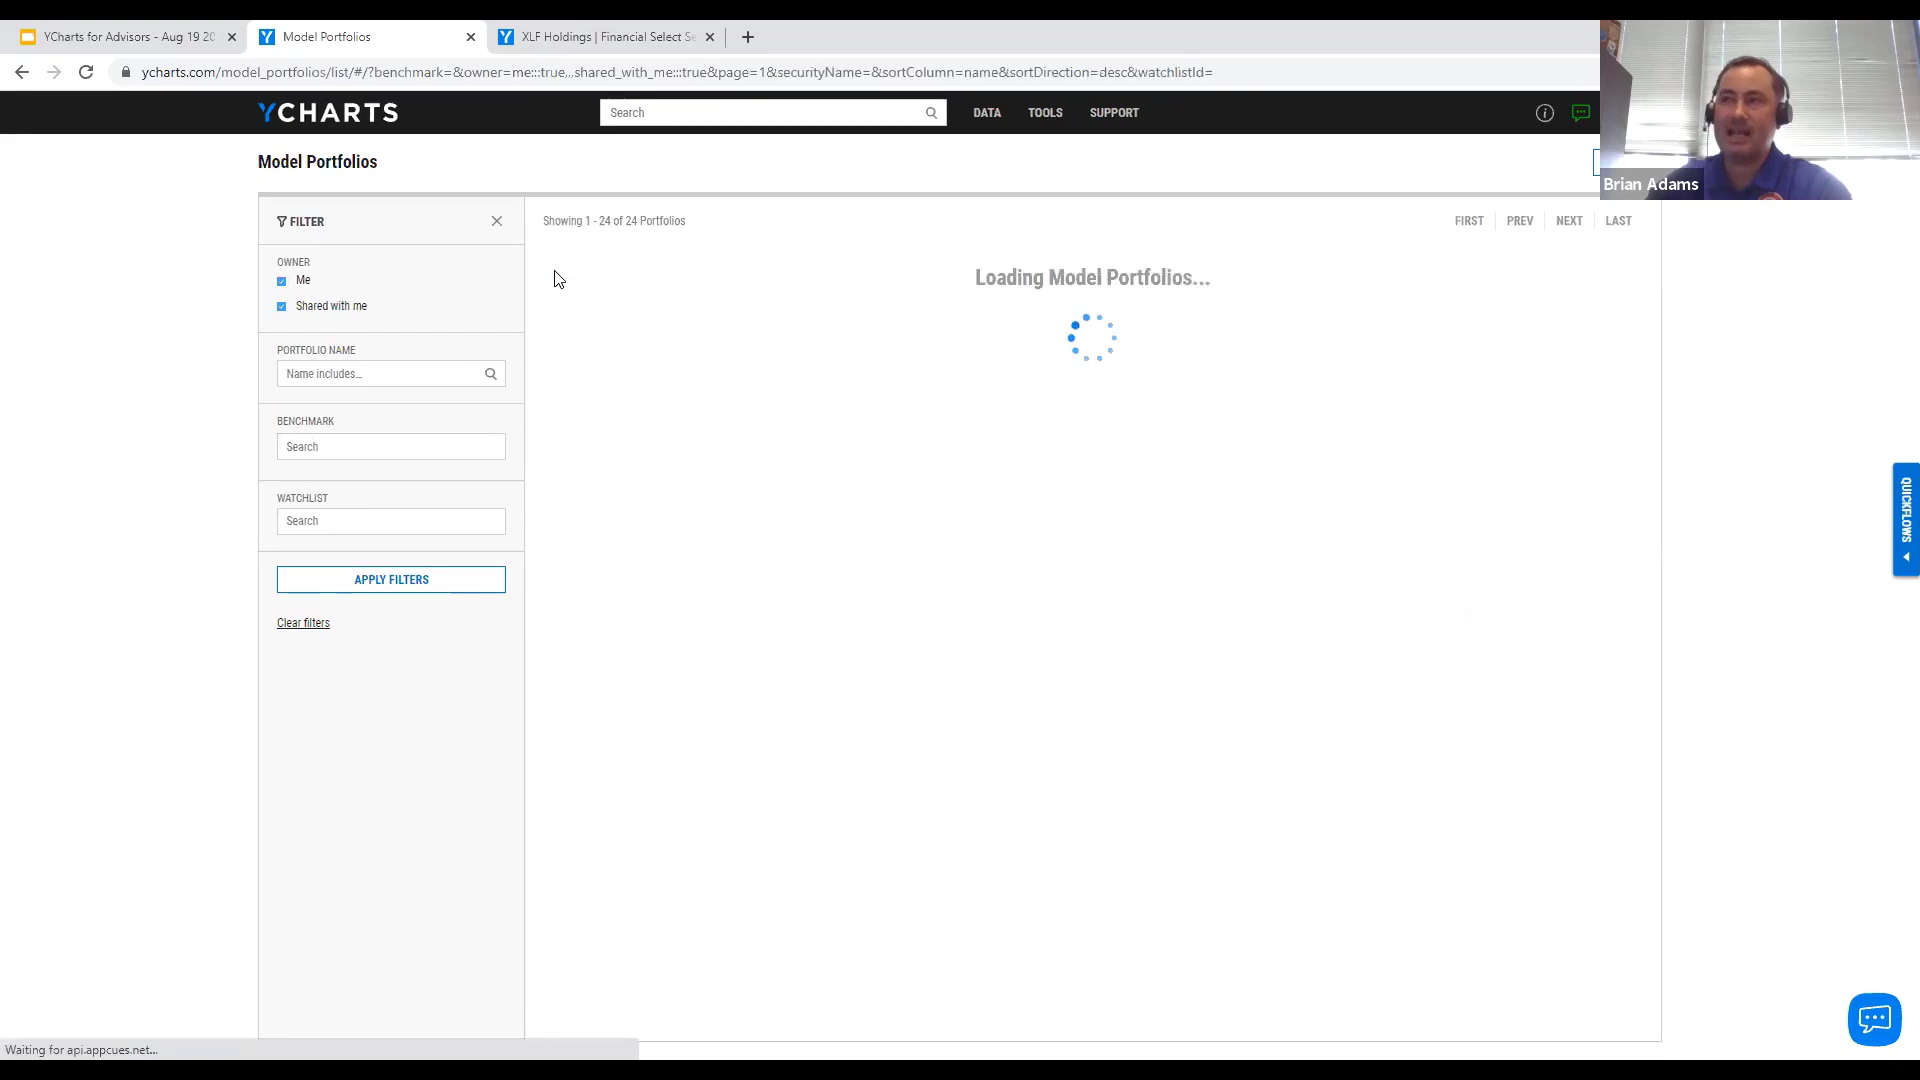 YCharts for Advisors - Aug 19 20
Model Portfolios
XLF Holdings | Financial Select Se
ycharts.com/model_portfolios/list/#/?benchmark=&owner=me:::true,,,shared_with_me:::true&page=1&securityName=&sortColumn=name&sortDirection=desc&watchlistId=
YCHARTS
Search
DATA
TOOLS
SUPPORT
Brian Adams
Model Portfolios
FILTER
Showing 1 - 24 of 24 Portfolios
FIRST
PREV
NEXT
LAST
OWNER
Me
Shared with me
Loading Model Portfolios...
PORTFOLIO NAME
Name includes...
BENCHMARK
Search
WATCHLIST
Search
APPLY FILTERS
Clear filters
QUICKFLOWS
Waiting for api.appcues.net...